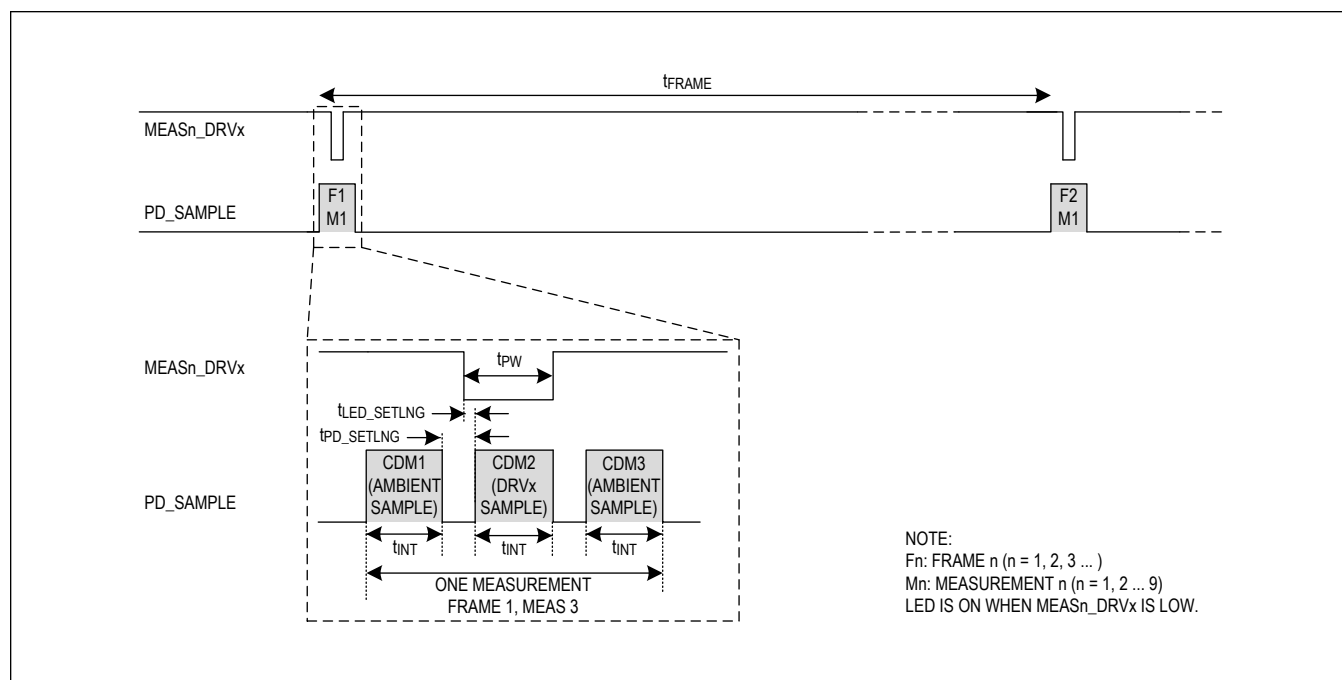 tFRAME
MEASn_DRVx
F1
M1
F2
M1
PD_SAMPLE
MEASn_DRVx
tPW
tLED_SETLNG
tPD_SETLNG
CDM1
(AMBIENT
SAMPLE)
CDM2
(DRVx
SAMPLE)
CDM3
(AMBIENT
SAMPLE)
PD_SAMPLE
tINT
tINT
tINT
ONE MEASUREMENT
FRAME 1, MEAS 3
NOTE:
Fn: FRAME n (n = 1, 2, 3 ... )
Mn: MEASUREMENT n (n = 1, 2 ... 9)
LED IS ON WHEN MEASn_DRVx IS LOW.